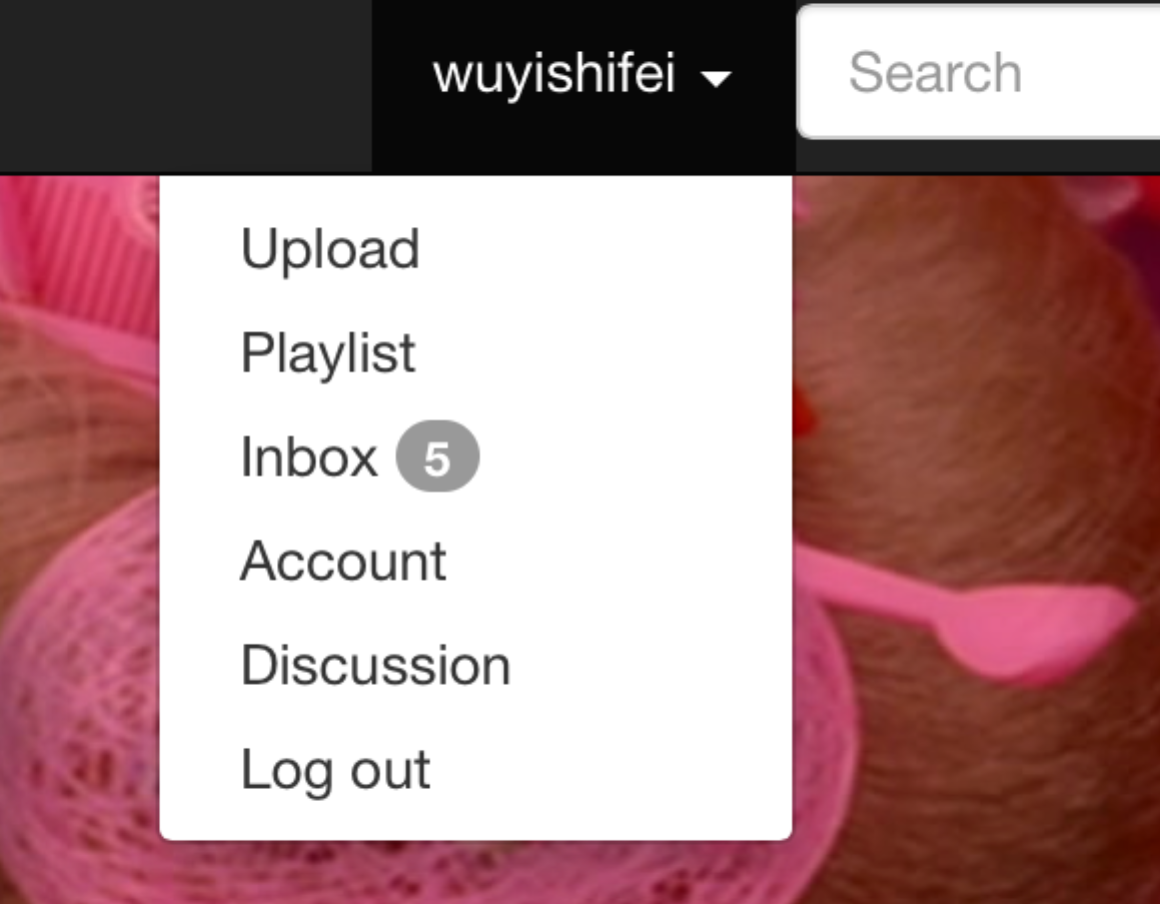 wuyishifei
Search
Upload
Playlist
Inbox 5
Account
Discussion
Log out